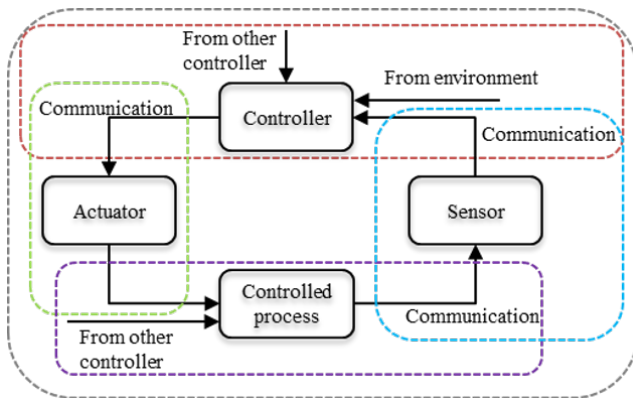 From other
controller
From environment
Communication
Controller
Communication
Actuator
Sensor
Controlled
process
Communication
From other
controller